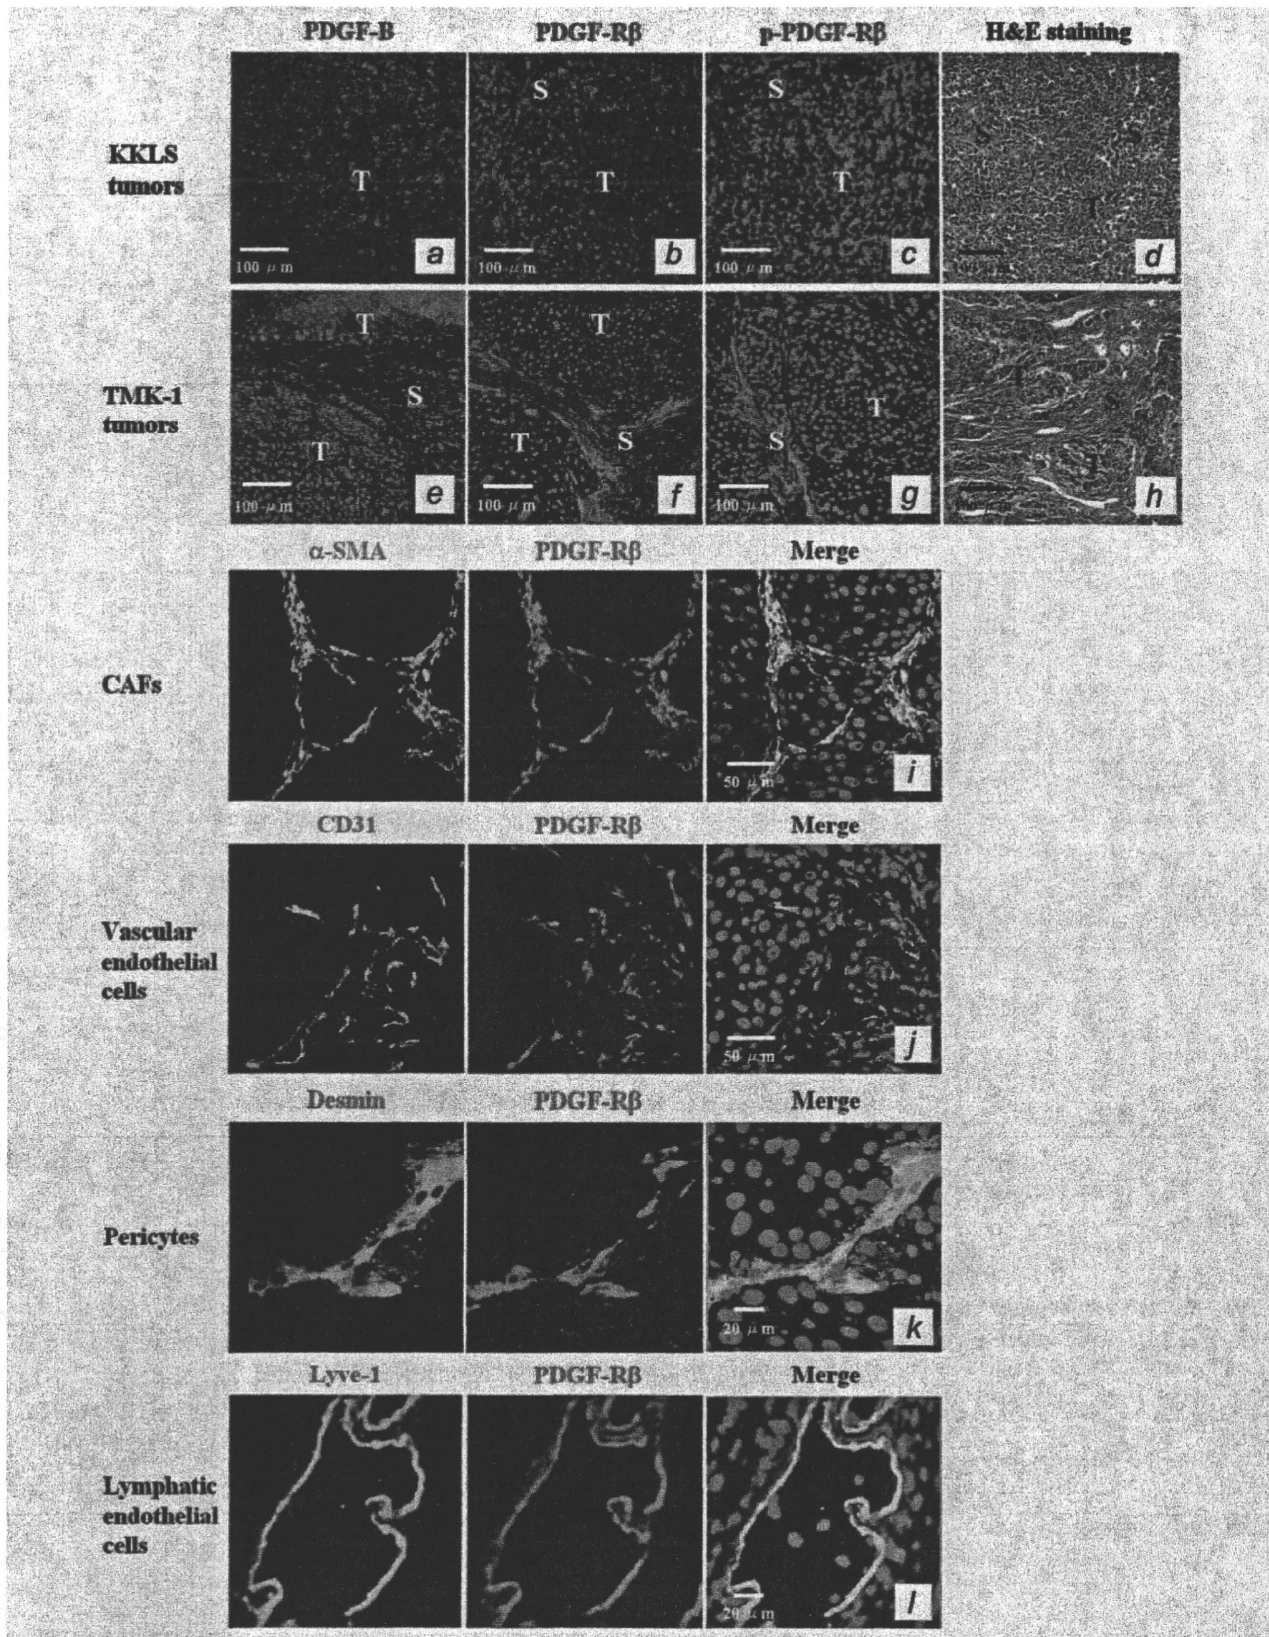 PDGF-B PDGF-Rβ p-PDGF-Rβ H&E staining
KKLS
tumors
T
S
T
S
T
S S
T
100 μm a
100 μm b
100 μm c
d
TMK-1
tumors
T
S
T
T
T
S
T
S
T
S
T
100 μm e
100 μm f
100 μm g
h
α-SMA PDGF-Rβ Merge
CAFs
50 μm i
CD31 PDGF-Rβ Merge
Vascular
endothelial
cells
50 μm j
Desmin PDGF-Rβ Merge
Pericytes
20 μm k
Lyve-1 PDGF-Rβ Merge
Lymphatic
endothelial
cells
20 μm l